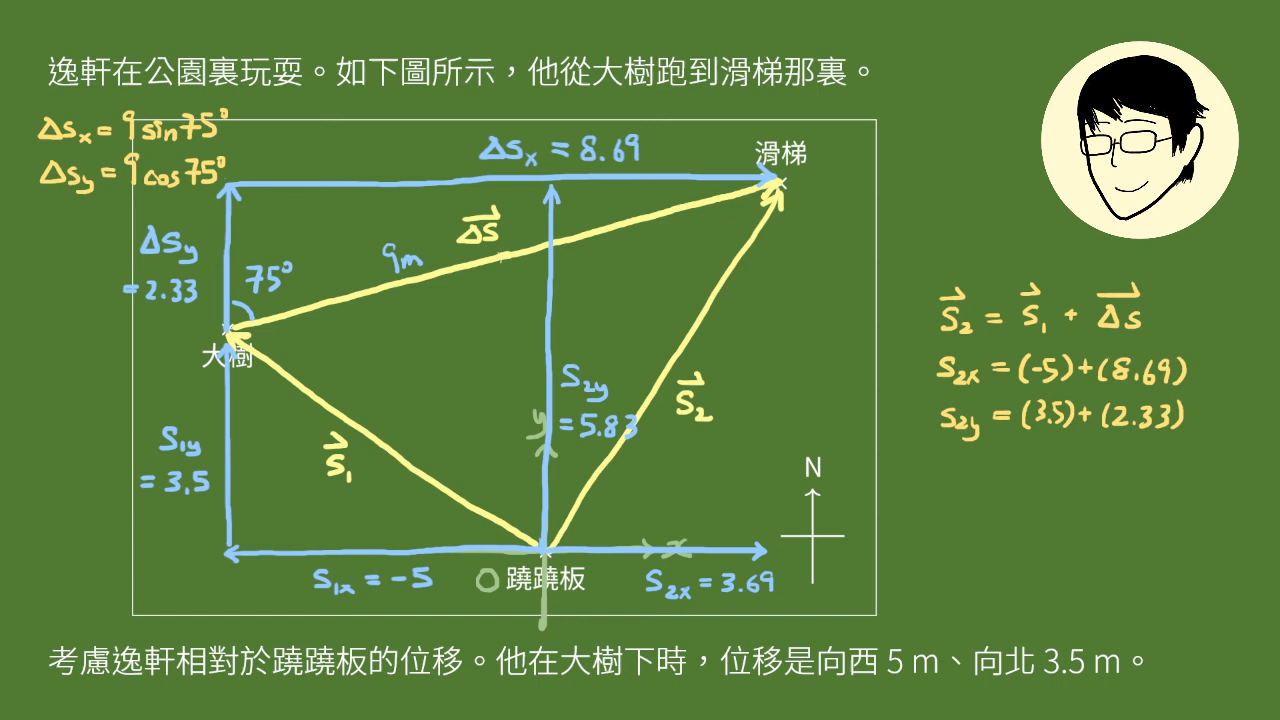 逸軒在公園裏玩耍。如下圖所示，他從大樹跑到滑梯那裏。
Δsx = 9 sin 75°
Δsy = 9 cos 75°
Δsx = 8.69
滑梯
Δs
9m
Δsy
= 2.33
75°
大樹
S2 = S1 + Δs
S2x = (-5) + (8.69)
S2y = (3.5) + (2.33)
S2y
= 5.83
y
S2
S1y
= 3.5
S1
N
x
S1x = -5
O
蹺蹺板
S2x = 3.69
考慮逸軒相對於蹺蹺板的位移。他在大樹下時，位移是向西 5 m、向北 3.5 m。